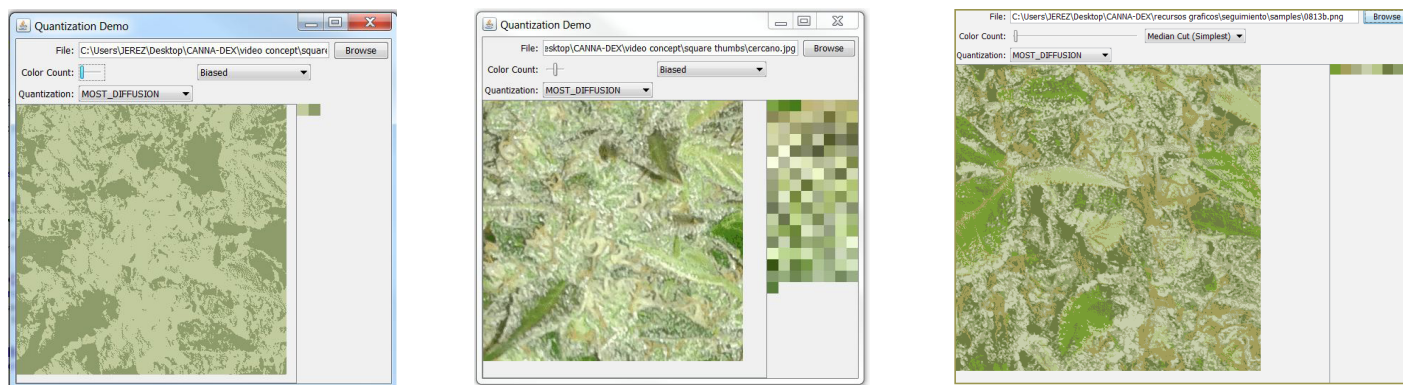 Quantization Demo
File: C:\Users\JEREZ\Desktop\CANNA-DEX\video concept\square Browse
Color Count: Biased
Quantization: MOST_DIFFUSION
Quantization Demo
File: esktop\CANNA-DEX\video concept\square thumbs\cercano.jpg Browse
Color Count: Biased
Quantization: MOST_DIFFUSION
File: C:\Users\JEREZ\Desktop\CANNA-DEX\recursos graficos\seguimiento\samples\0813b.png Browse
Color Count: Median Cut (Simplest)
Quantization: MOST_DIFFUSION